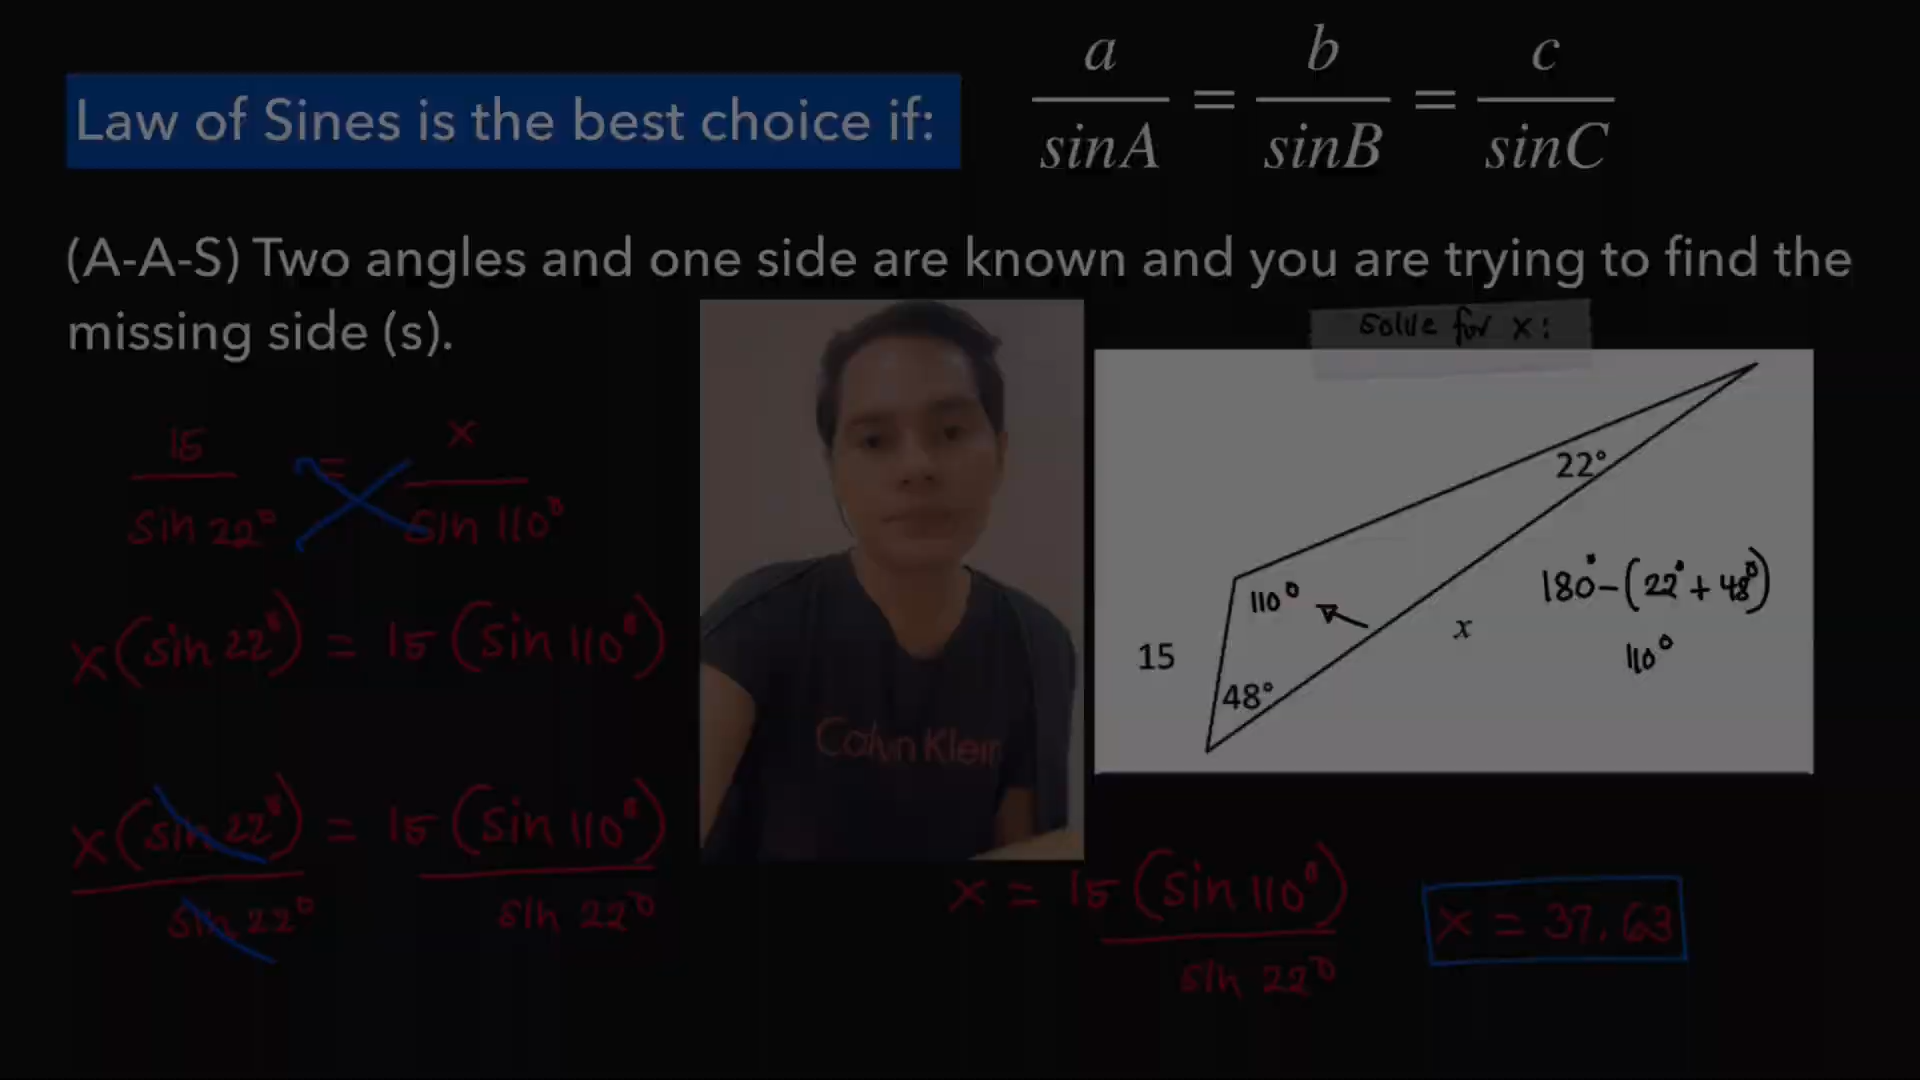 Law of Sines is the best choice if:
a/sinA = b/sinB = c/sinC
(A-A-S) Two angles and one side are known and you are trying to find the
missing side (s).
solve for x:
15/sin 22° = x/sin 110°
x(sin 22°) = 15(sin 110°)
x(sin 22°)/sin 22° = 15(sin 110°)/sin 22°
Calvin Klein
22°
110°
180° - (22° + 48°)
110°
x
15
48°
x = 15(sin 110°)/sin 22°
x = 37.63